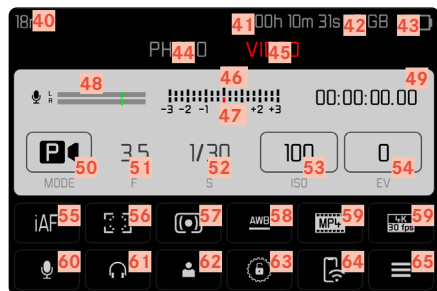 18 40 41 00h 10m 31s 42 GB 43
PH 44 O VI 45 O
46 49
48
L
R
-3 -2 -1 47 +2 +3 00:00:00.00
P 3.5 1/30 100 0
50 51 52 53 54
MODE F S ISO EV
iAF 55 56 57 AWB 58 MP4 59 4K 59
30 fps
60 61 62 63 64 65